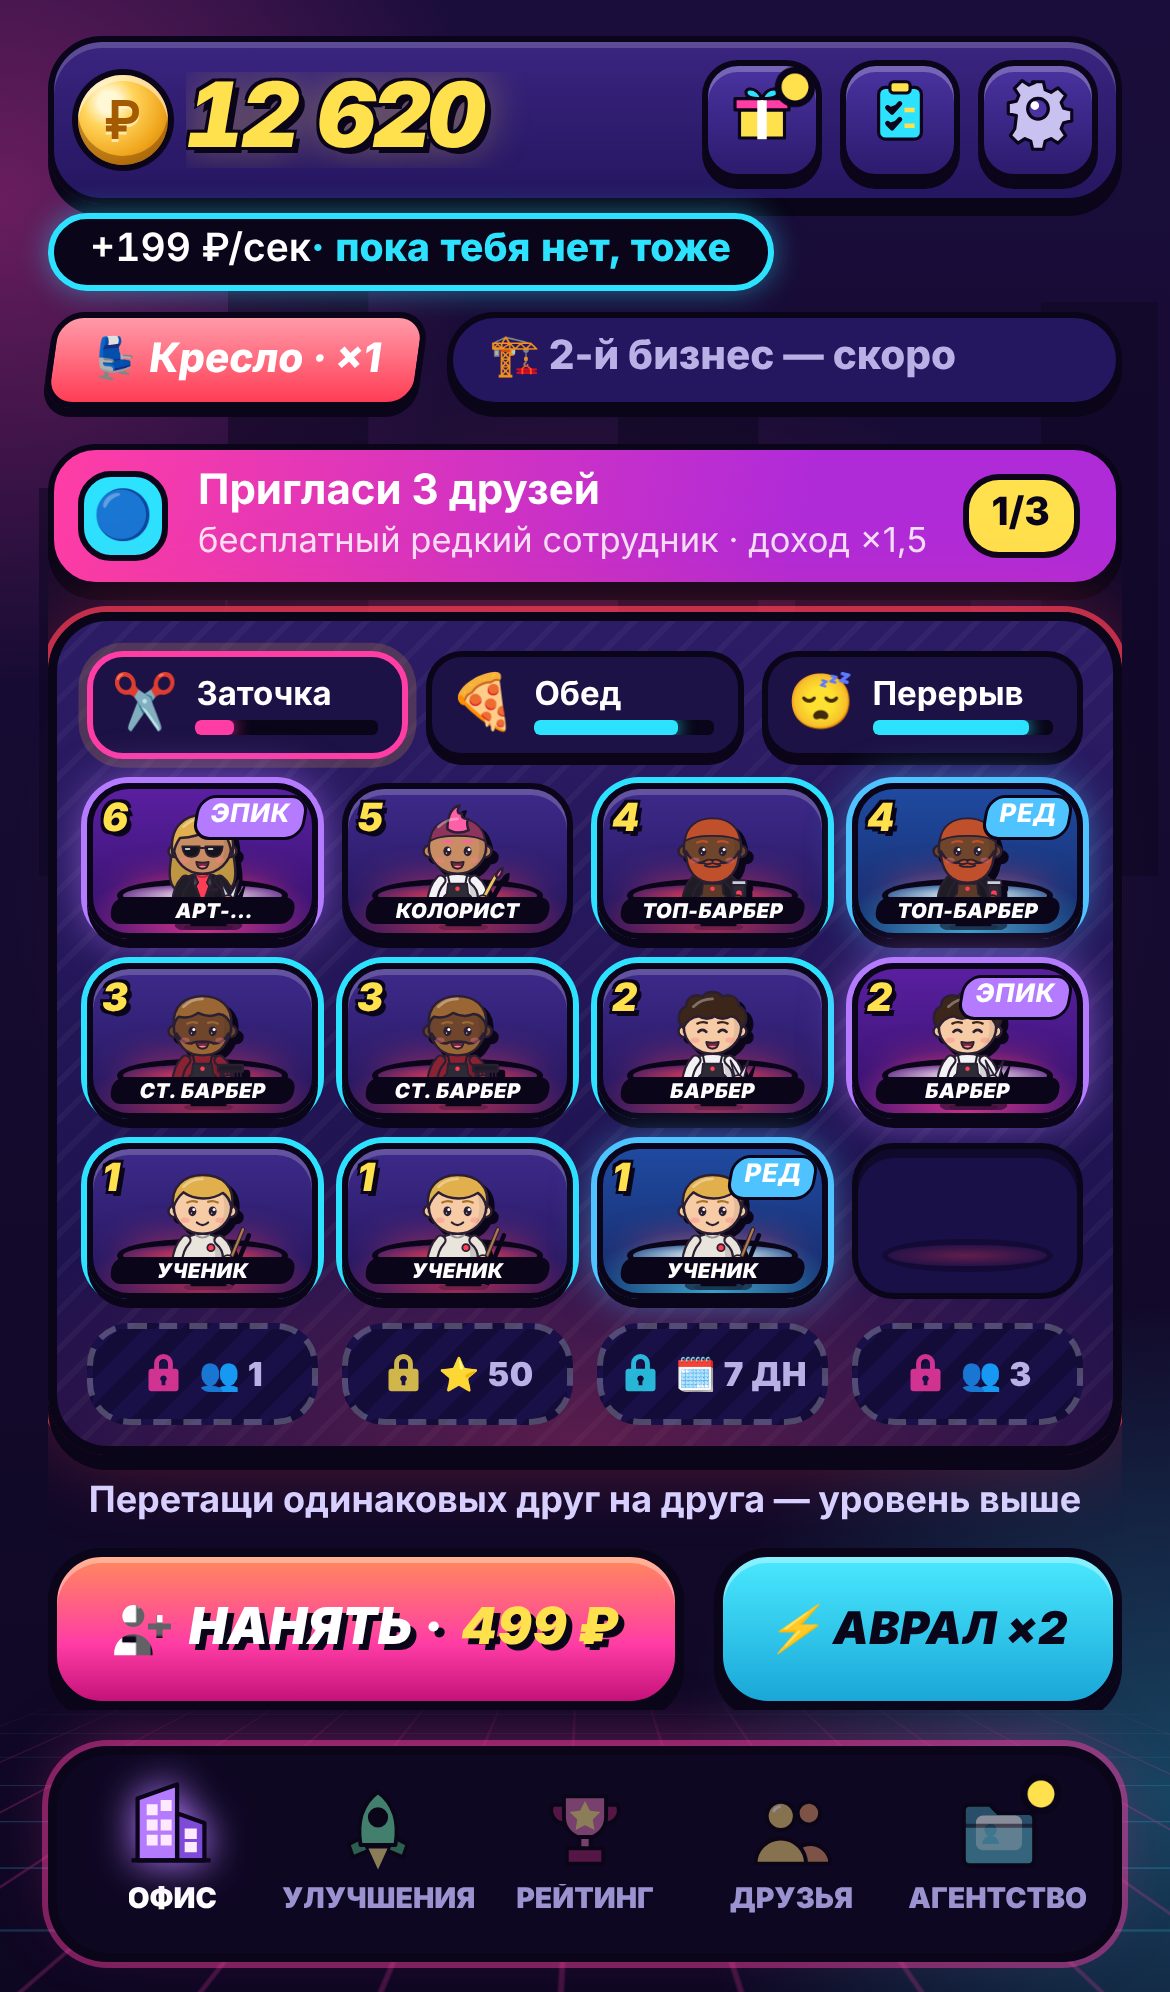 ₽ 12 620
+199 ₽/сек· пока тебя нет, тоже
Кресло · ×1
2-й бизнес — скоро
Пригласи 3 друзей
бесплатный редкий сотрудник · доход ×1,5
1/3
Заточка
Обед
Перерыв
6 ЭПИК
АРТ-...
5
КОЛОРИСТ
4
ТОП-БАРБЕР
4 РЕД
ТОП-БАРБЕР
3
СТ. БАРБЕР
3
СТ. БАРБЕР
2
БАРБЕР
2 ЭПИК
БАРБЕР
1
УЧЕНИК
1
УЧЕНИК
1 РЕД
УЧЕНИК
1
50
7 ДН
3
Перетащи одинаковых друг на друга — уровень выше
НАНЯТЬ · 499 ₽
АВРАЛ ×2
ОФИС
УЛУЧШЕНИЯ
РЕЙТИНГ
ДРУЗЬЯ
АГЕНТСТВО